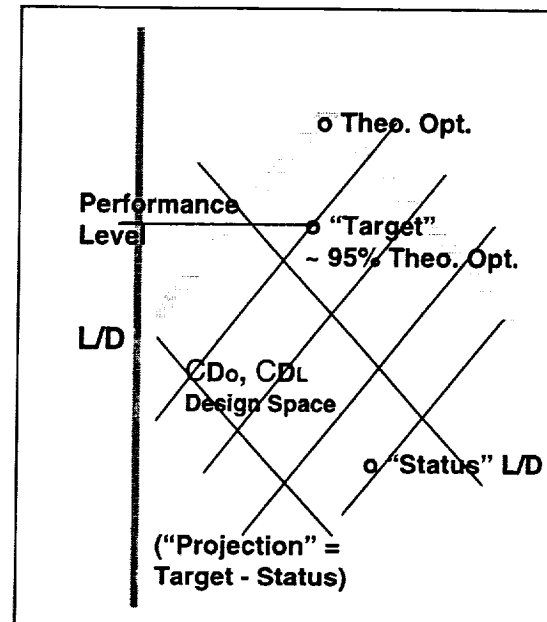 o Theo. Opt.
Performance
Level
o "Target"
~ 95% Theo. Opt.
L/D
CDo, CDL
Design Space
o "Status" L/D
("Projection" =
Target - Status)